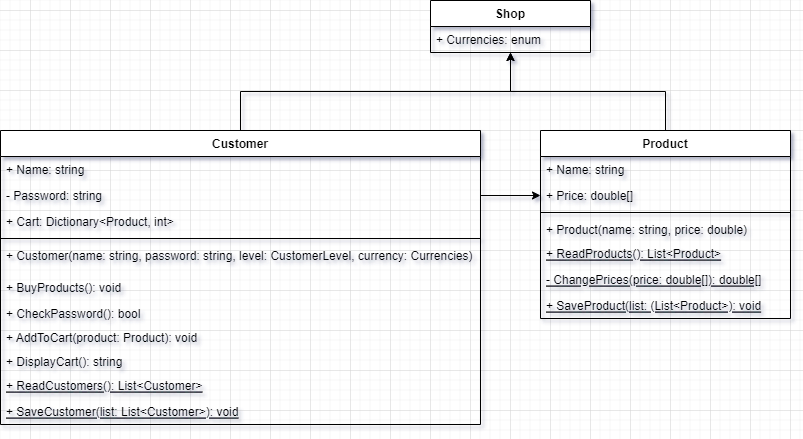 Shop
+ Currencies: enum
Customer
+ Name: string
- Password: string
+ Cart: Dictionary<Product, int>
+ Customer(name: string, password: string, level: CustomerLevel, currency: Currencies)
+ BuyProducts(): void
+ CheckPassword(): bool
+ AddToCart(product: Product): void
+ DisplayCart(): string
+ ReadCustomers(): List<Customer>
+ SaveCustomer(list: List<Customer>): void
Product
+ Name: string
+ Price: double[]
+ Product(name: string, price: double)
+ ReadProducts(): List<Product>
- ChangePrices(price: double[]): double[]
+ SaveProduct(list: (List<Product>): void